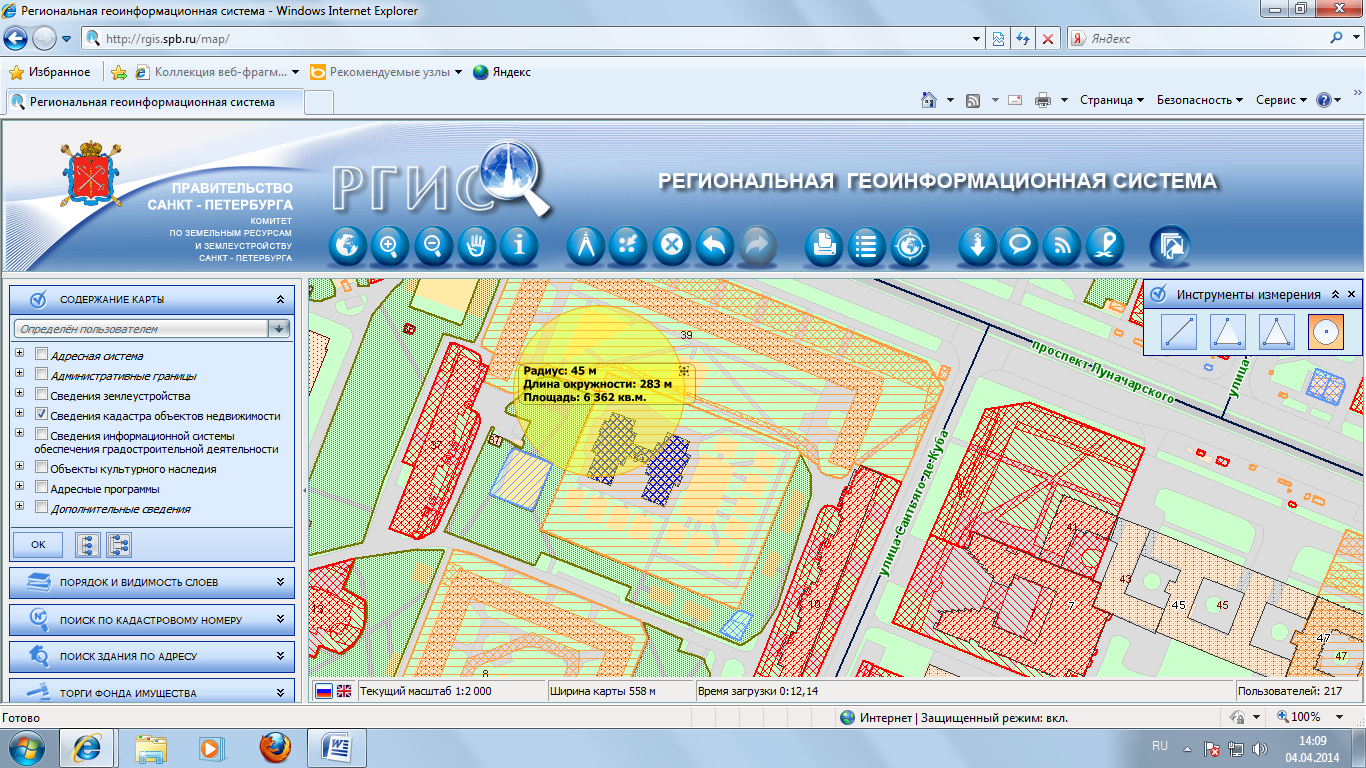 Региональная геоинформационная система - Windows Internet Explorer
http://rgis.spb.ru/map/
Яндекс
Избранное
Коллекция веб-фрагм...
Рекомендуемые узлы
Яндекс
Региональная геоинформационная система
Страница
Безопасность
Сервис
ПРАВИТЕЛЬСТВО
САНКТ - ПЕТЕРБУРГА
КОМИТЕТ
ПО ЗЕМЕЛЬНЫМ РЕСУРСАМ
И ЗЕМЛЕУСТРОЙСТВУ
САНКТ - ПЕТЕРБУРГА
РГИС
РЕГИОНАЛЬНАЯ ГЕОИНФОРМАЦИОННАЯ СИСТЕМА
СОДЕРЖАНИЕ КАРТЫ
Определён пользователем
Адресная система
Административные границы
Сведения землеустройства
Сведения кадастра объектов недвижимости
Сведения информационной системы
обеспечения градостроительной деятельности
Объекты культурного наследия
Адресные программы
Дополнительные сведения
ОК
ПОРЯДОК И ВИДИМОСТЬ СЛОЕВ
ПОИСК ПО КАДАСТРОВОМУ НОМЕРУ
ПОИСК ЗДАНИЯ ПО АДРЕСУ
ТОРГИ ФОНДА ИМУЩЕСТВА
Инструменты измерения
39
Радиус: 45 м
Длина окружности: 283 м
Площадь: 6 362 кв.м.
проспект Луначарского
улица
улица Сантьяго-де-Куба
37
41
43
7
45
45
10
13
8
47
47
Текущий масштаб 1:2 000
Ширина карты 558 м
Время загрузки 0:12,14
Пользователей: 217
Готово
Интернет | Защищенный режим: вкл.
100%
RU
14:09
04.04.2014